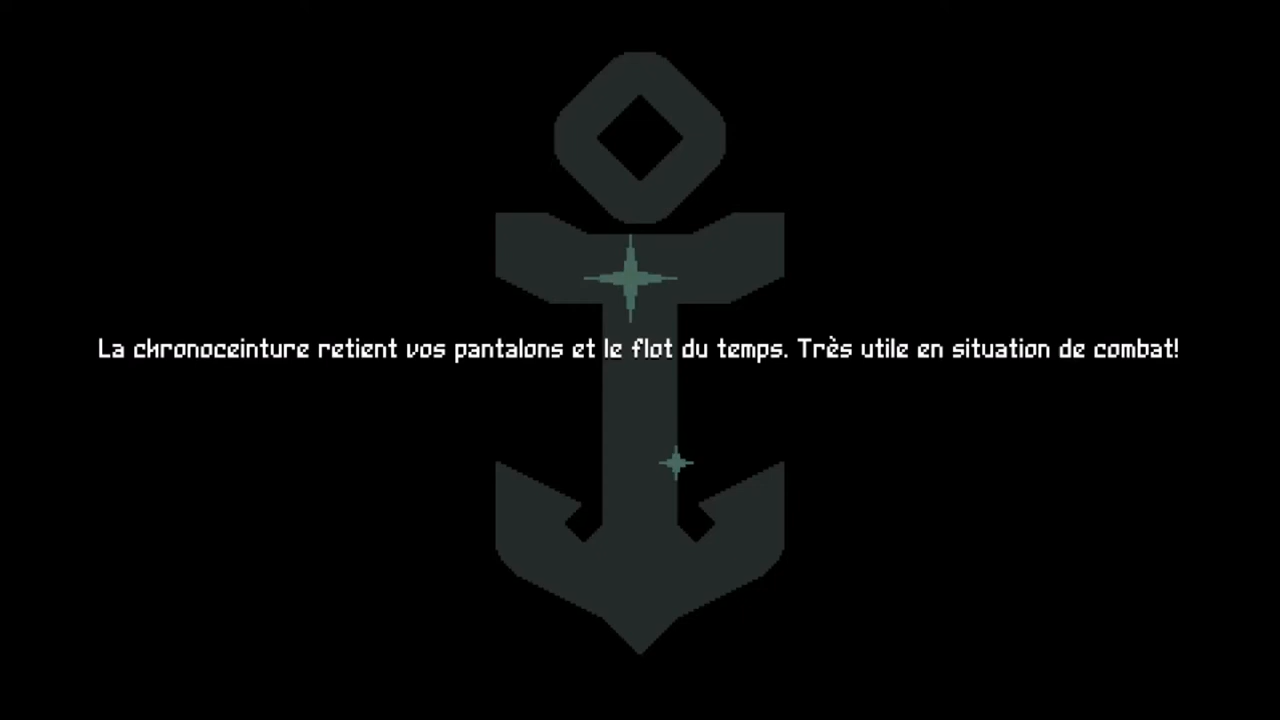 La chronoceinture retient vos pantalons et le flot du temps. Très utile en situation de combat!